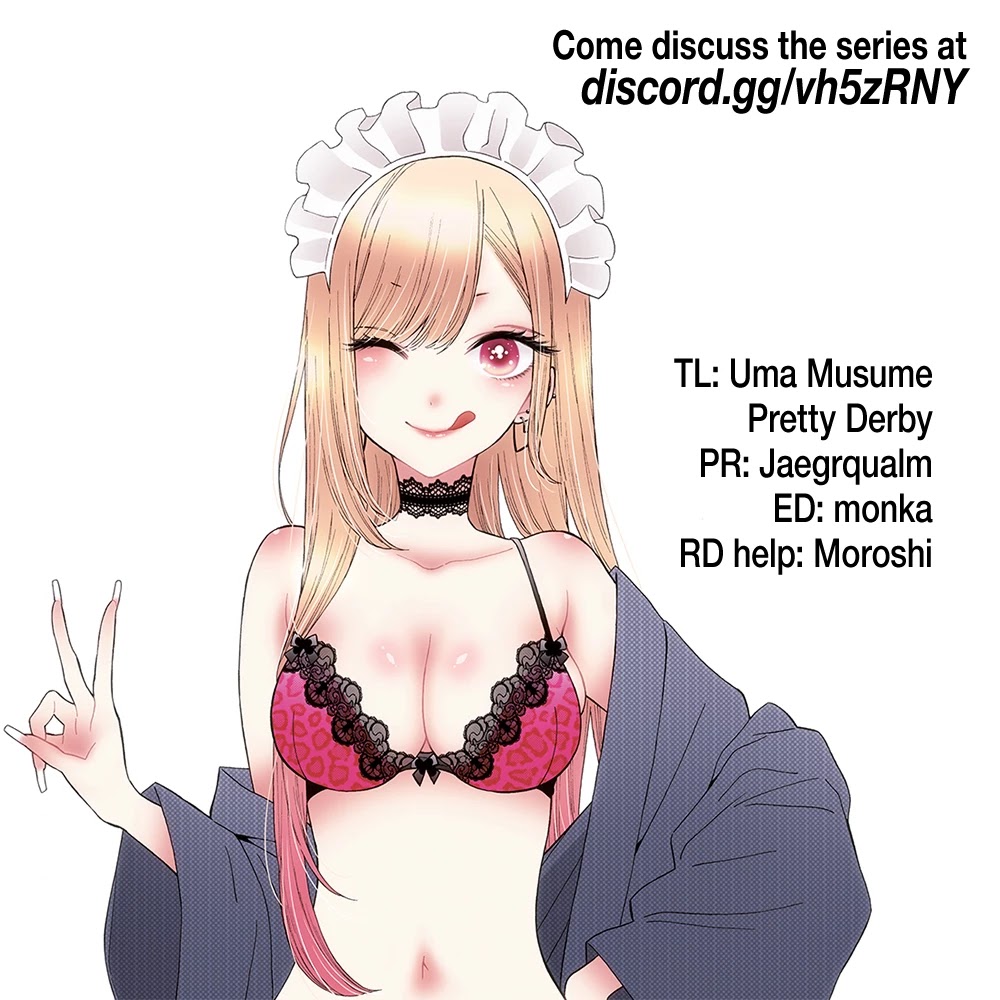 Come discuss the series at
discord.gg/vh5zRNY
TL: Uma Musume
Pretty Derby
PR: Jaegrqualm
ED: monka
RD help: Moroshi